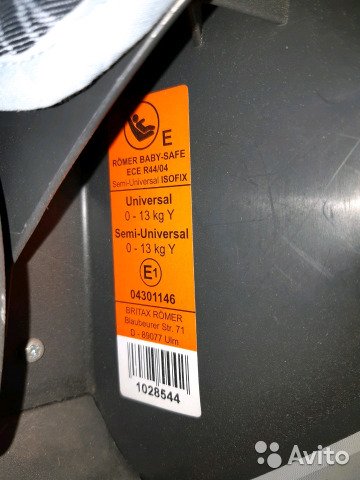 E
RÖMER BABY-SAFE
ECE R44/04
Semi-Universal ISOFIX
Universal
0 - 13 kg Y
Semi-Universal
0 - 13 kg Y
E1
04301146
BRITAX RÖMER
Blaubeurer Str. 71
D - 89077 Ulm
1028544
Avito